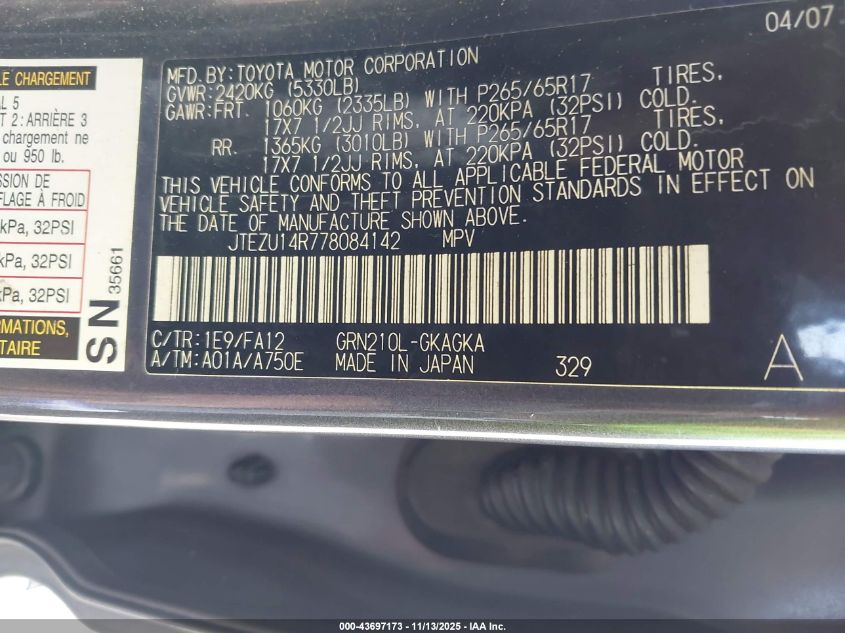 LE CHARGEMENT
AL 5
T 2: ARRIÈRE 3
chargement ne
ou 950 lb.
SSION DE
FLAGE À FROID
kPa, 32PSI
kPa, 32PSI
kPa, 32PSI
ORMATIONS,
TAIRE
SN 35661
04/07
MFD. BY: TOYOTA MOTOR CORPORATION
GVWR: 2420KG (5330LB)
GAWR: FRT. 1060KG (2335LB) WITH P265/65R17 TIRES,
17X7 1/2JJ RIMS, AT 220KPA (32PSI) COLD.
RR. 1365KG (3010LB) WITH P265/65R17 TIRES,
17X7 1/2JJ RIMS, AT 220KPA (32PSI) COLD.
THIS VEHICLE CONFORMS TO ALL APPLICABLE FEDERAL MOTOR
VEHICLE SAFETY AND THEFT PREVENTION STANDARDS IN EFFECT ON
THE DATE OF MANUFACTURE SHOWN ABOVE.
JTEZU14R778084142 MPV
C/TR: 1E9/FA12 GRN210L-GKAGKA
A/TM: A01A/A750E MADE IN JAPAN 329 A
000-43697173 - 11/13/2025 - IAA Inc.